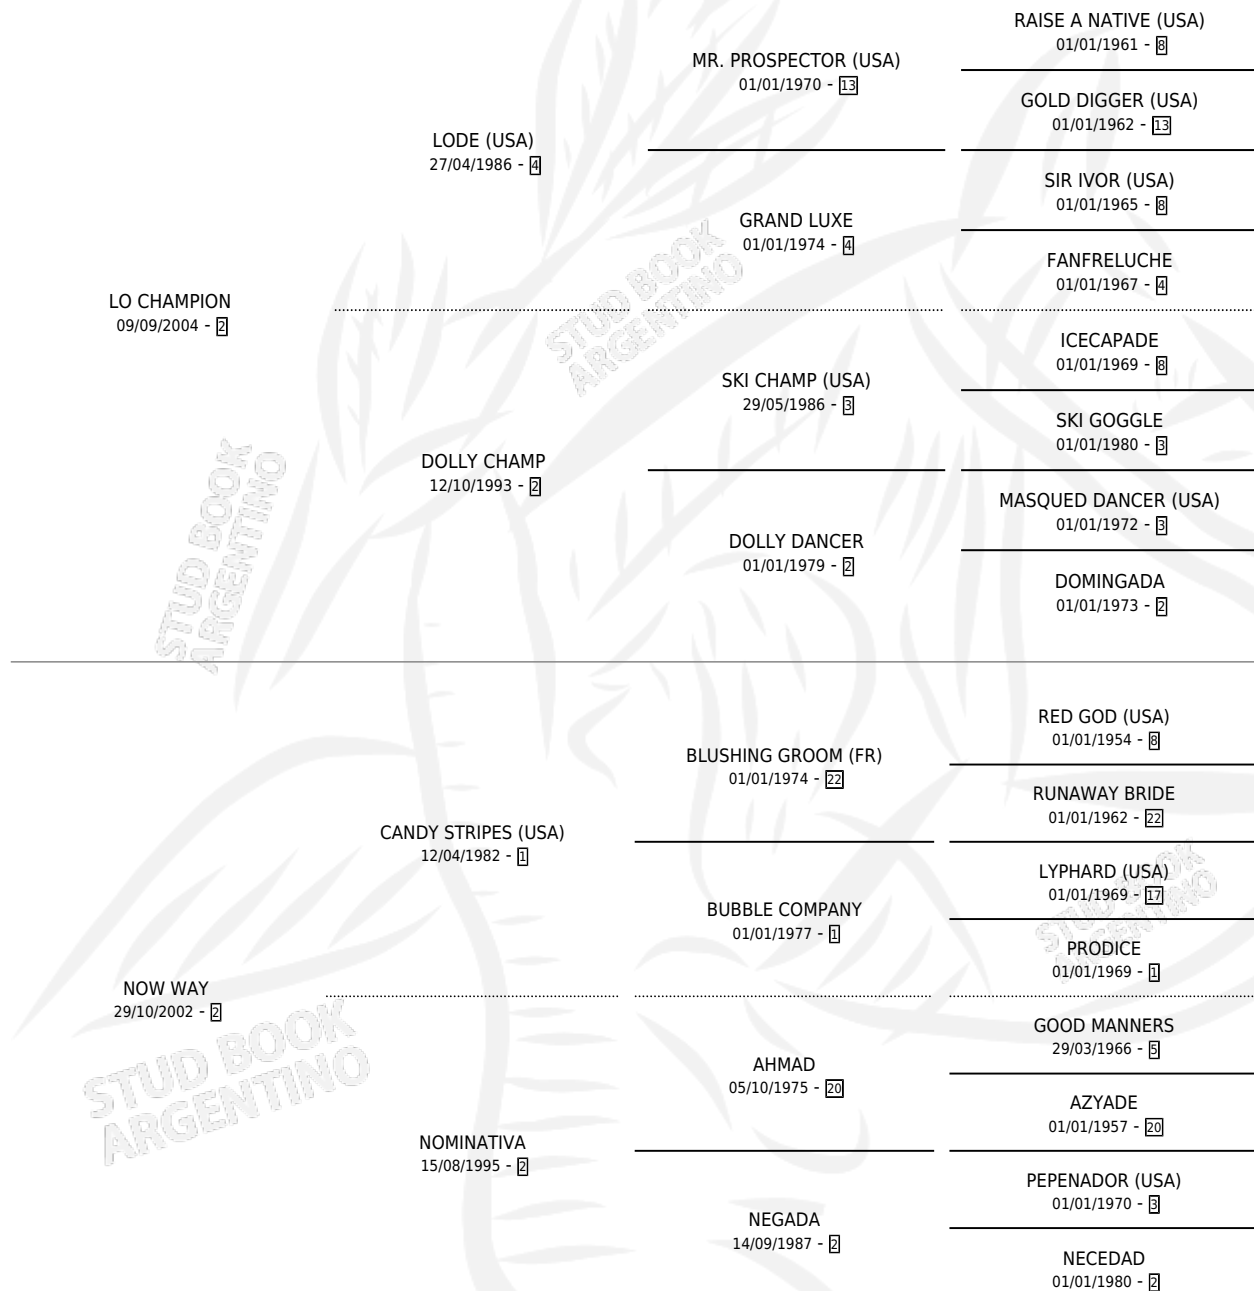 RAISE A NATIVE (USA)
01/01/1961 - 8
MR. PROSPECTOR (USA)
01/01/1970 - 13
GOLD DIGGER (USA)
01/01/1962 - 13
LODE (USA)
27/04/1986 - 4
SIR IVOR (USA)
01/01/1965 - 8
GRAND LUXE
01/01/1974 - 4
FANFRELUCHE
01/01/1967 - 4
LO CHAMPION
09/09/2004 - 2
ICECAPADE
01/01/1969 - 8
SKI CHAMP (USA)
29/05/1986 - 3
SKI GOGGLE
01/01/1980 - 3
DOLLY CHAMP
12/10/1993 - 2
MASQUED DANCER (USA)
01/01/1972 - 3
DOLLY DANCER
01/01/1979 - 2
DOMINGADA
01/01/1973 - 2
STUD BOOK
ARGENTINO
STUD BOOK
ARGENTINO
RED GOD (USA)
01/01/1954 - 8
BLUSHING GROOM (FR)
01/01/1974 - 22
RUNAWAY BRIDE
01/01/1962 - 22
CANDY STRIPES (USA)
12/04/1982 - 1
LYPHARD (USA)
01/01/1969 - 17
BUBBLE COMPANY
01/01/1977 - 1
PRODICE
01/01/1969 - 1
STUD BOOK
ARGENTINO
NOW WAY
29/10/2002 - 2
GOOD MANNERS
29/03/1966 - 5
AHMAD
05/10/1975 - 20
AZYADE
01/01/1957 - 20
NOMINATIVA
15/08/1995 - 2
PEPENADOR (USA)
01/01/1970 - 3
NEGADA
14/09/1987 - 2
NECEDAD
01/01/1980 - 2
STUD BOOK
ARGENTINO